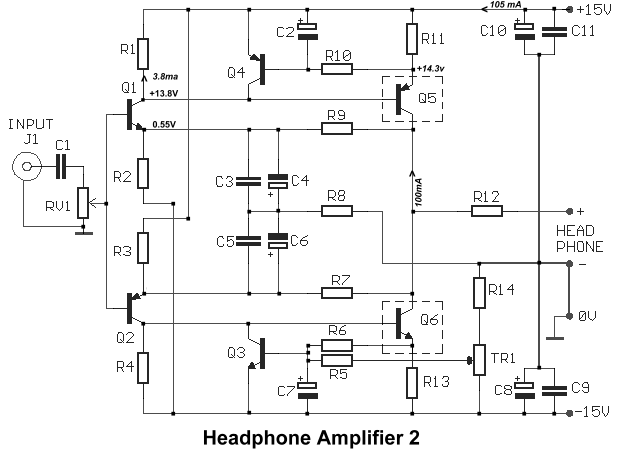 105 mA
+15V
C2
C10
C11
R1
R10
R11
Q4
+14.3v
Q1
3.8ma
+13.8V
Q5
INPUT
J1
0.55V
R9
C1
R2
C3
C4
100mA
RV1
R8
R12
+
HEAD
PHONE
R3
C5
C6
-
R7
R14
0V
Q2
Q6
R6
R4
Q3
R5
TR1
C7
R13
C8
C9
-15V
Headphone Amplifier 2